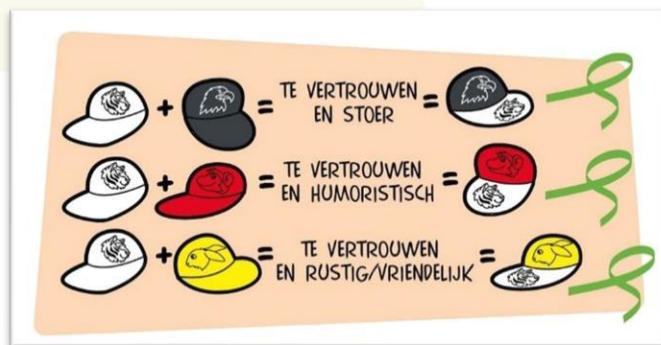 + = TE VERTROUWEN EN STOER =
+ = TE VERTROUWEN EN HUMORISTISCH =
+ = TE VERTROUWEN EN RUSTIG/VRIENDELIJK =